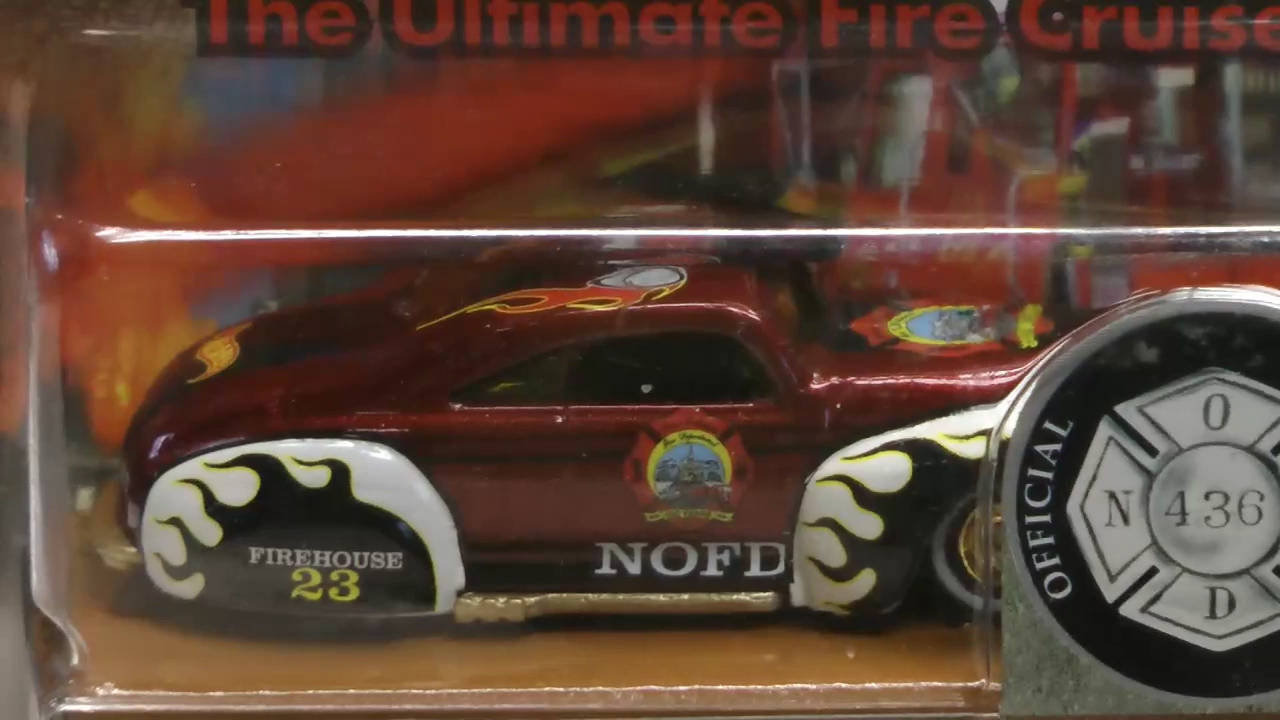 The Ultimate Fire Cruise
FIREHOUSE
23
NOFD
OFFICIAL
O
N 436
D